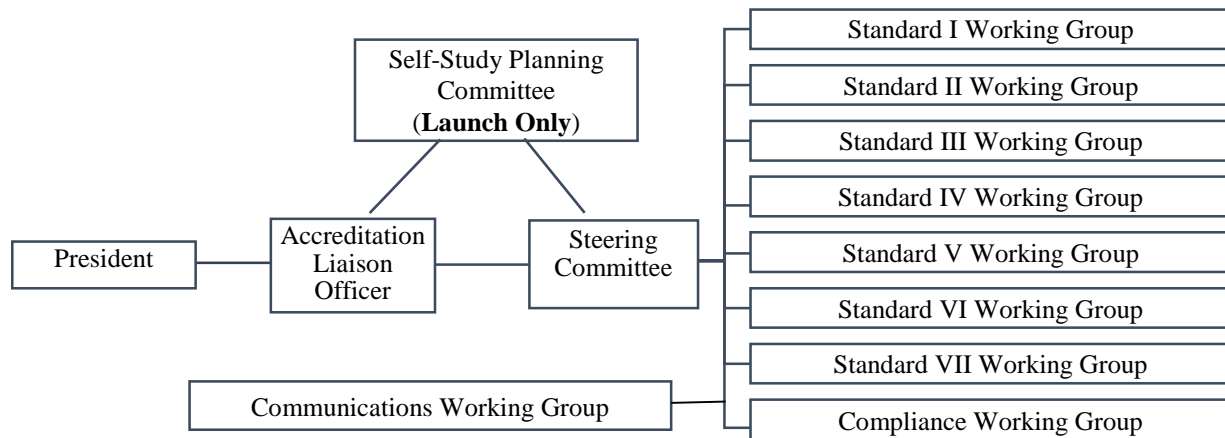 Self-Study Planning
Committee
(Launch Only)
President
Accreditation
Liaison
Officer
Steering
Committee
Standard I Working Group
Standard II Working Group
Standard III Working Group
Standard IV Working Group
Standard V Working Group
Standard VI Working Group
Standard VII Working Group
Communications Working Group
Compliance Working Group